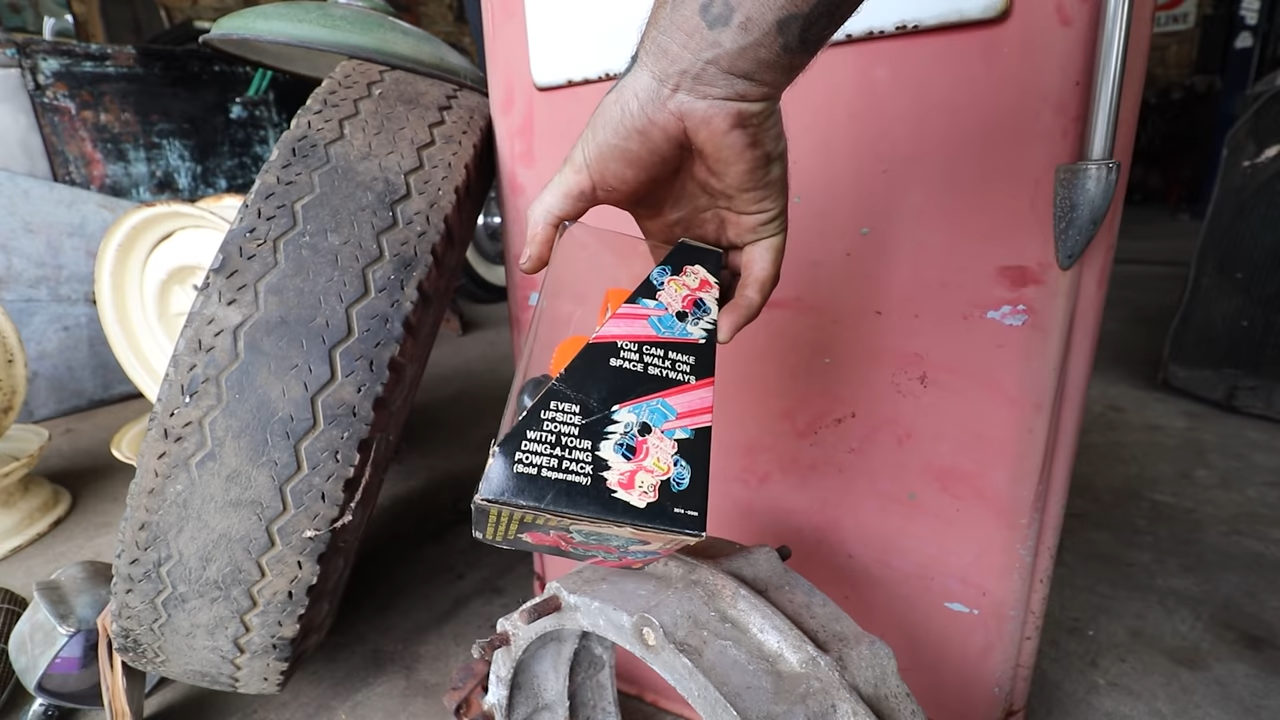 YOU CAN MAKE
HIM WALK ON
SPACE SKYWAYS
EVEN
UPSIDE-
DOWN
WITH YOUR
DING-A-LING
POWER PACK
(Sold Separately)
LINE